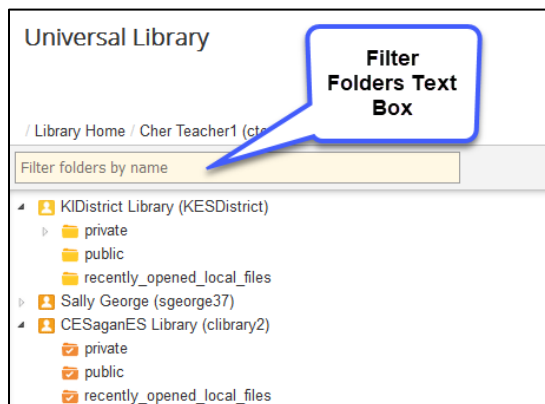 Universal Library
Filter
Folders Text
Box
/ Library Home / Cher Teacher1 (cte
Filter folders by name
KIDistrict Library (KESDistrict)
private
public
recently_opened_local_files
Sally George (sgeorge37)
CESaganES Library (clibrary2)
private
public
recently_opened_local_files